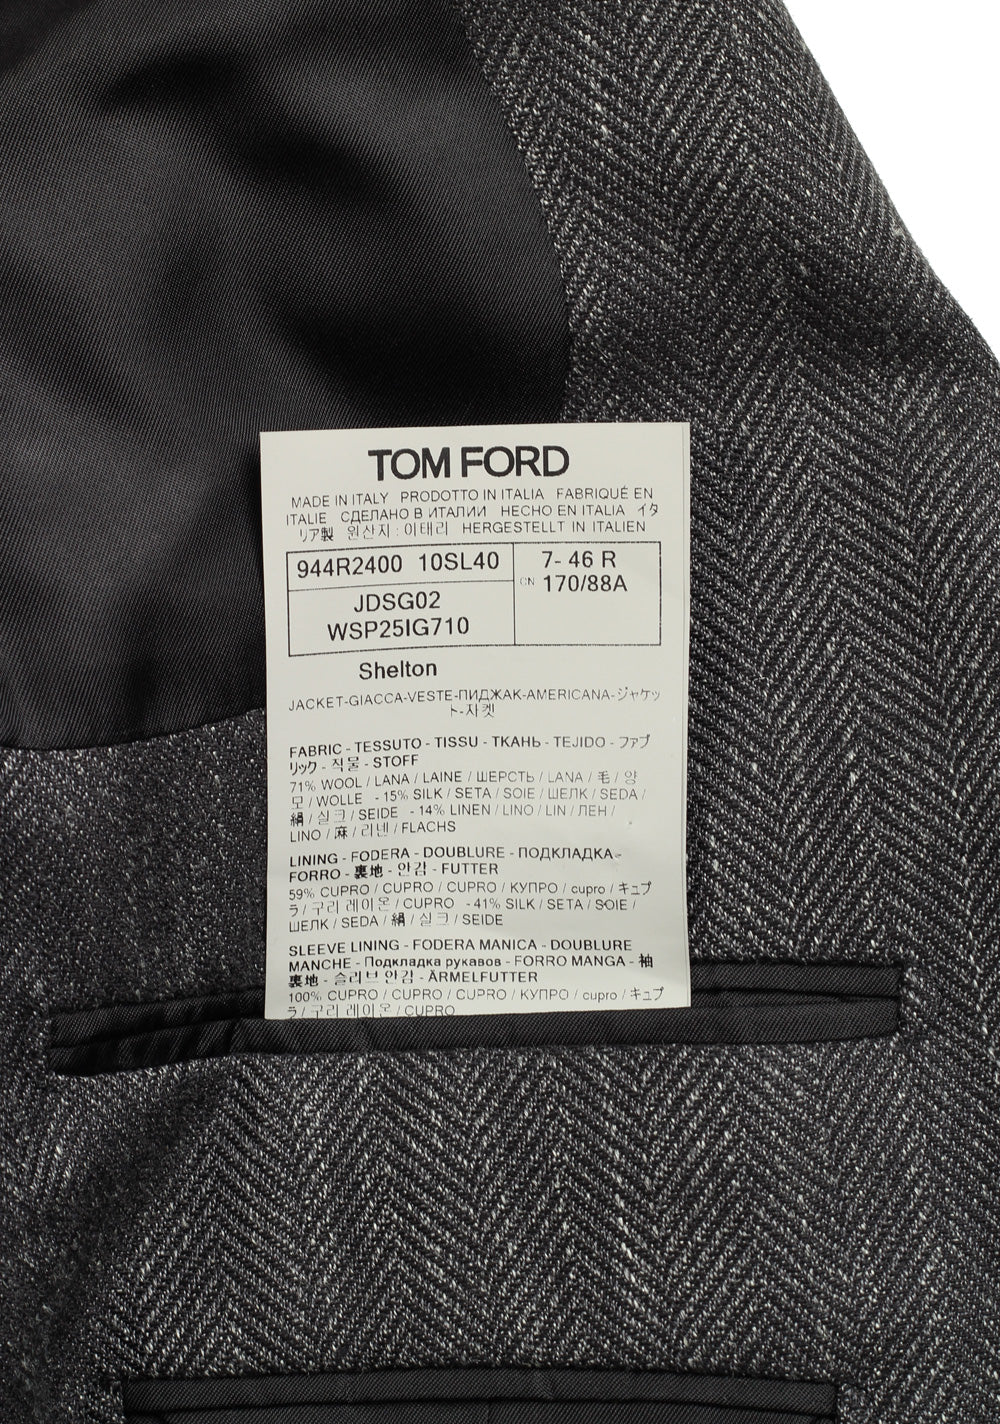 TOM FORD
MADE IN ITALY PRODOTTO IN ITALIA FABRIQUÉ EN
ITALIE СДЕЛАНО В ИТАЛИИ HECHO EN ITALIA イタ
リア製 원산지 : 이태리 HERGESTELLT IN ITALIEN
944R2400 10SL40
7- 46 R
CN 170/88A
JDSG02
WSP25IG710
Shelton
JACKET-GIACCA-VESTE-ПИДЖАК-AMERICANA-ジャケッ
ト-자켓
FABRIC - TESSUTO - TISSU - ТКАНЬ - TEJIDO - ファブ
リック - 직물 - STOFF
71% WOOL / LANA / LAINE / ШЕРСТЬ / LANA / 毛 / 양
모 / WOLLE - 15% SILK / SETA / SOIE / ШЕЛК / SEDA /
絹 / 실크 / SEIDE - 14% LINEN / LINO / LIN / ЛЕН /
LINO / 麻 / 리넨 / FLACHS
LINING - FODERA - DOUBLURE - ПОДКЛАДКА-
FORRO - 裏地 - 안감 - FUTTER
59% CUPRO / CUPRO / CUPRO / КУПРО / cupro / キュプ
ラ / 구리 레이온 / CUPRO - 41% SILK / SETA / SOIE /
ШЕЛК / SEDA / 絹 / 실크 / SEIDE
SLEEVE LINING - FODERA MANICA - DOUBLURE
MANCHE - Подкладка рукавов - FORRO MANGA - 袖
裏地 - 슬리브 안감 - ÄRMELFUTTER
100% CUPRO / CUPRO / CUPRO / КУПРО / cupro / キュプ
ラ / 구리 레이온 / CUPRO